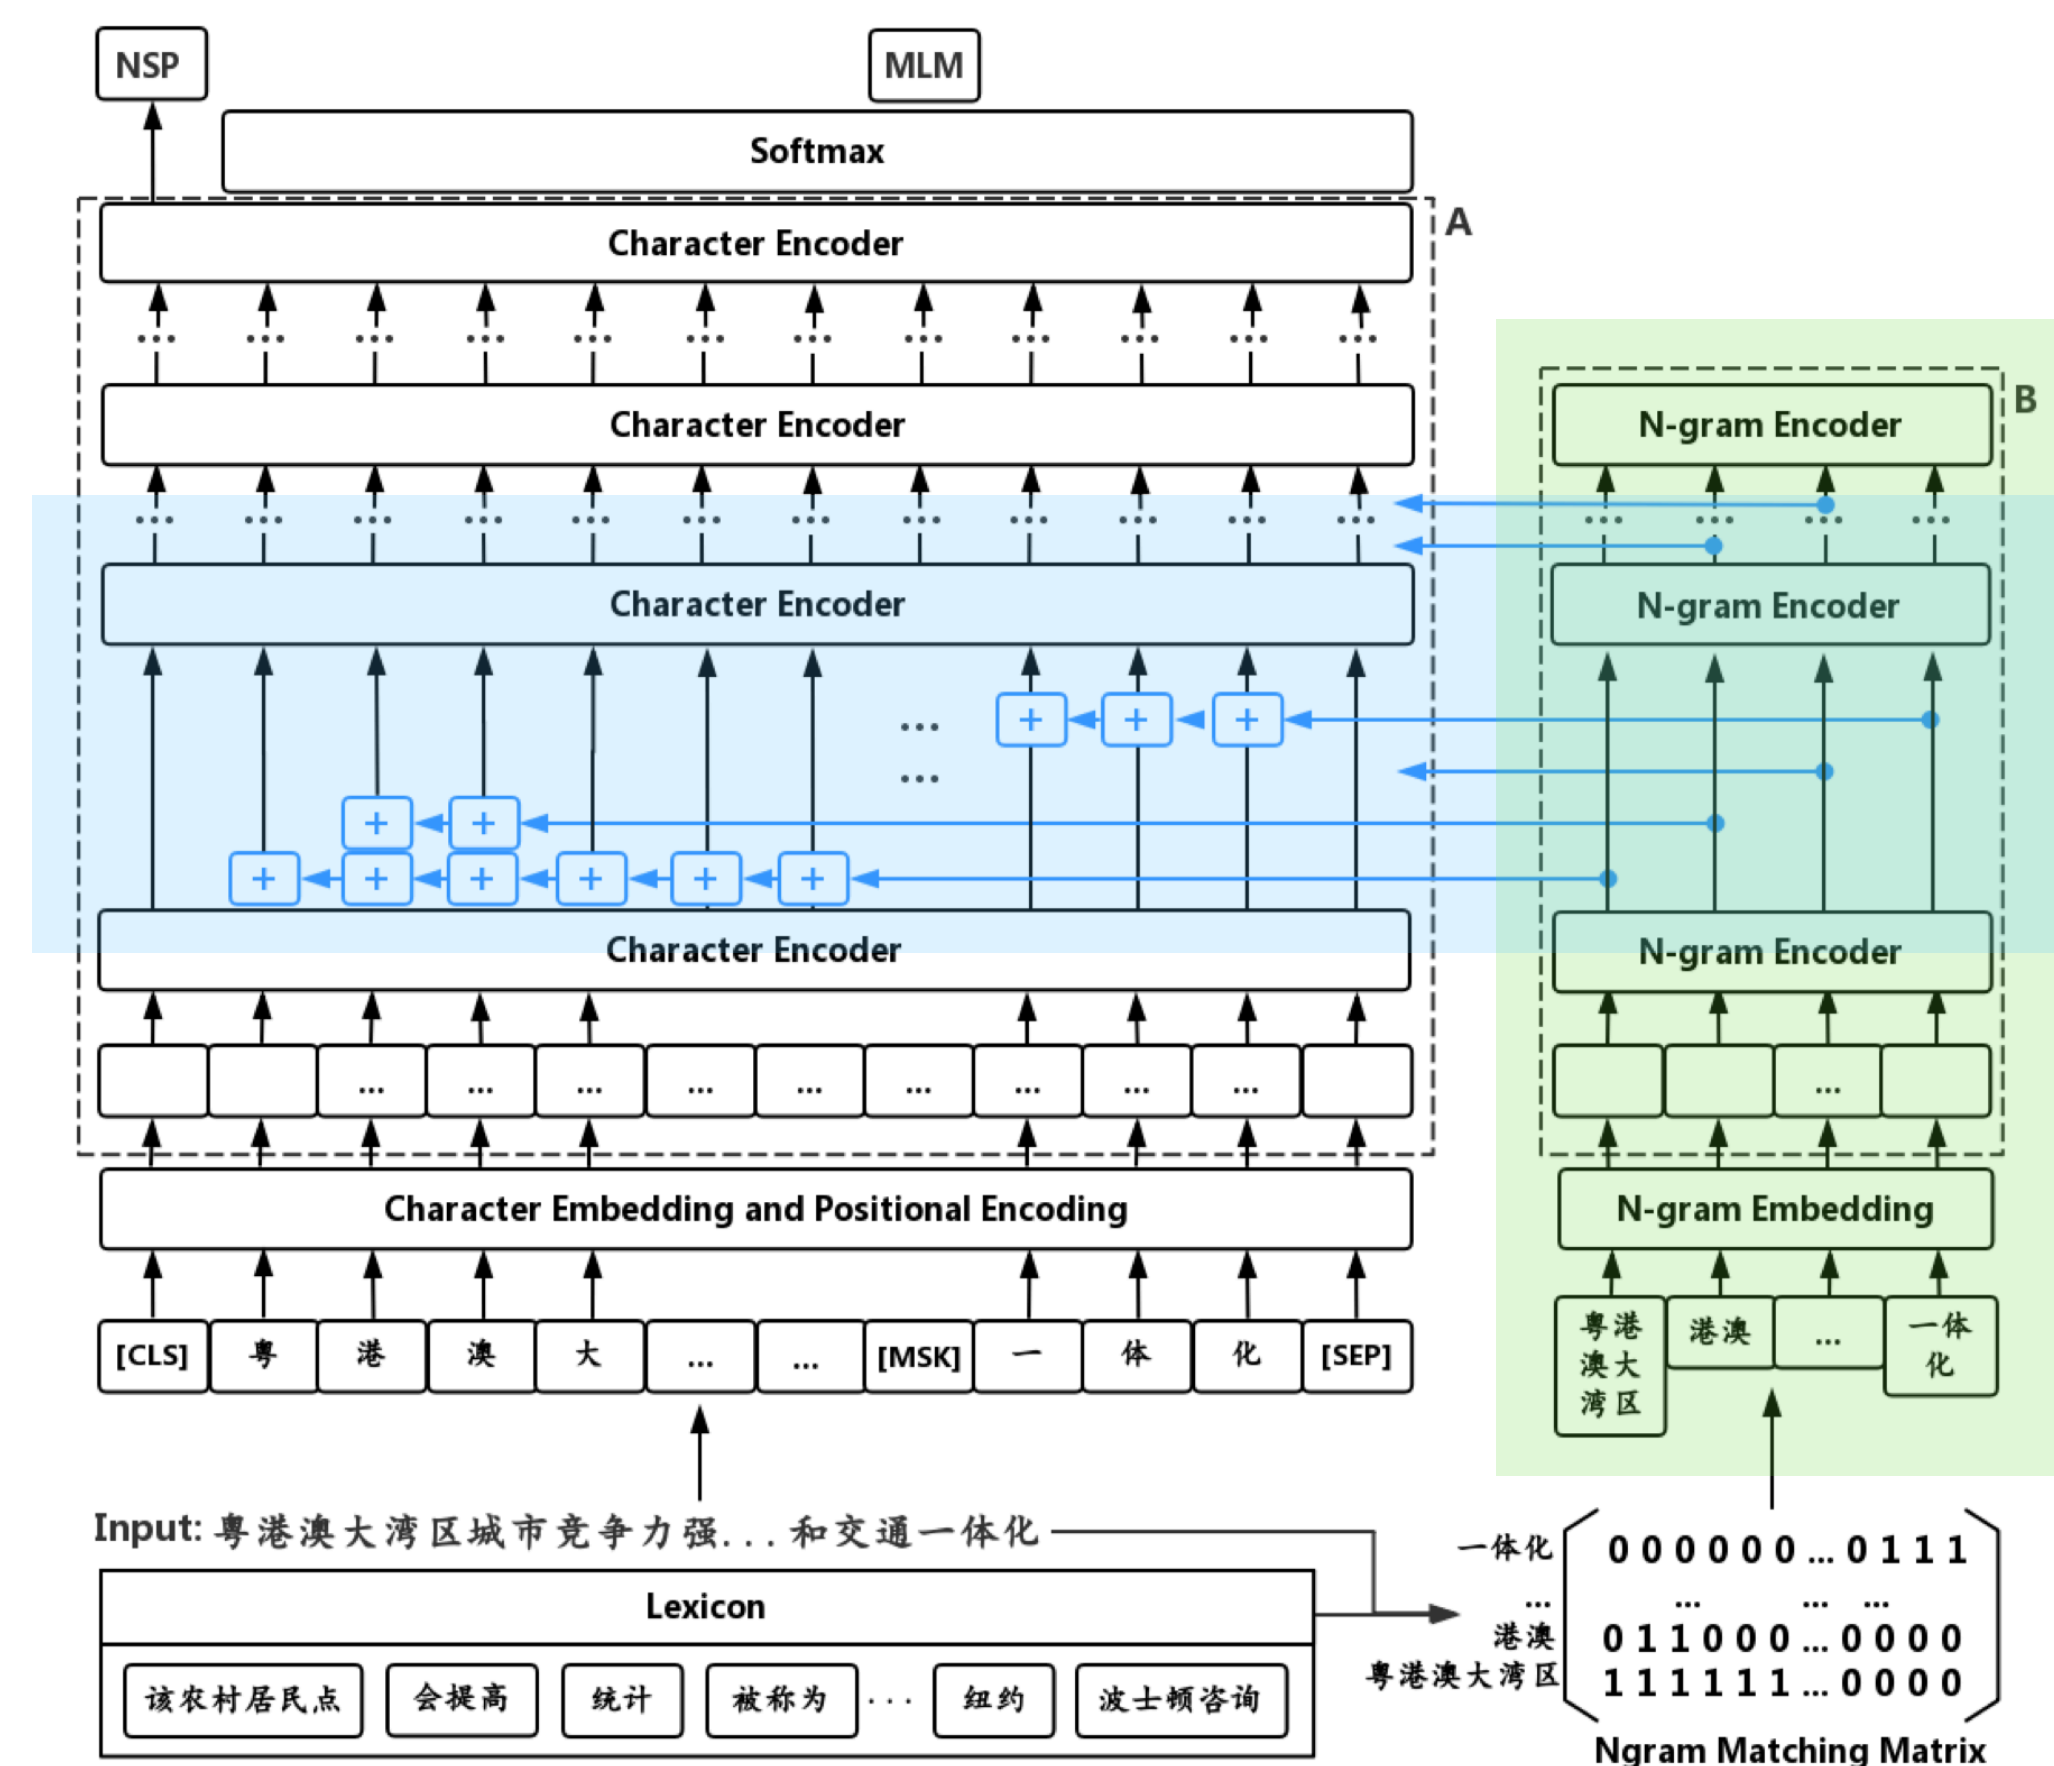 NSP
MLM
Softmax
Character Encoder
A
... ... ... ... ... ... ... ... ... ... ... ...
Character Encoder
N-gram Encoder
B
... ... ... ... ... ... ... ... ... ... ... ...
... ... ... ...
Character Encoder
N-gram Encoder
... + + +
...
+ +
+ + + + + +
Character Encoder
N-gram Encoder
... ... ... ... ... ... ... ... ...
...
Character Embedding and Positional Encoding
N-gram Embedding
[CLS] 粤 港 澳 大 ... ... [MSK] 一 体 化 [SEP]
粤港
澳大
湾区
港澳
...
一体
化
Input: 粤港澳大湾区城市竞争力强...和交通一体化
Lexicon
该农村居民点 会提高 统计 被称为 ... 纽约 波士顿咨询
一体化 0 0 0 0 0 0 ... 0 1 1 1
... ... ... ...
港澳 0 1 1 0 0 0 ... 0 0 0 0
粤港澳大湾区 1 1 1 1 1 1 ... 0 0 0 0
Ngram Matching Matrix